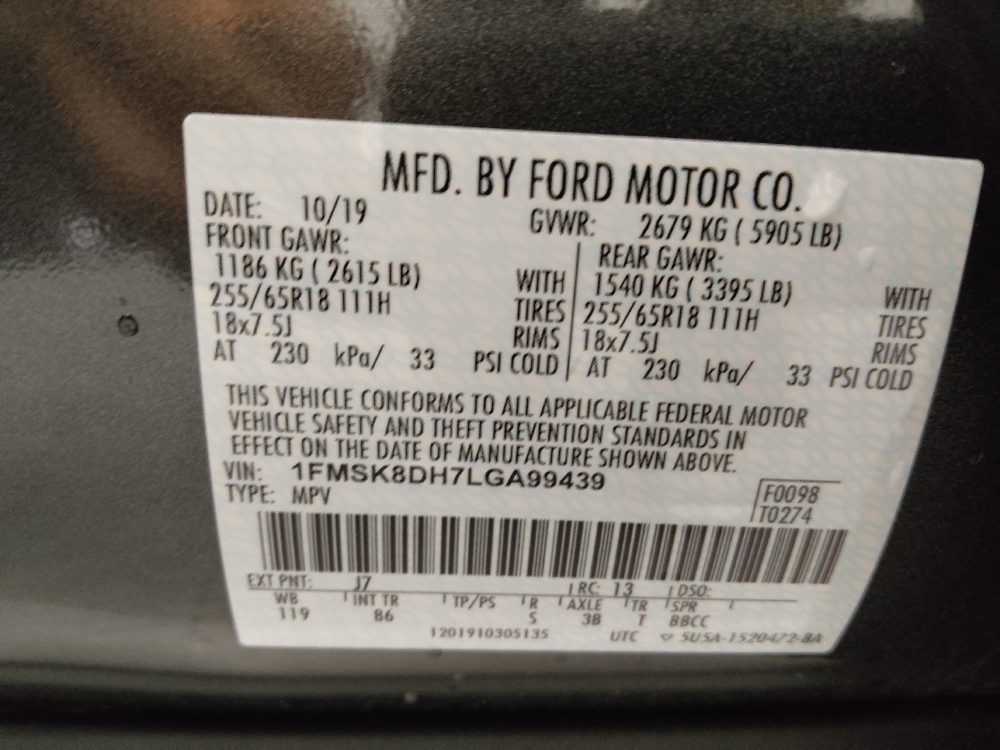 MFD. BY FORD MOTOR CO.
DATE: 10/19 GVWR: 2679 KG ( 5905 LB)
FRONT GAWR: REAR GAWR:
1186 KG ( 2615 LB) WITH 1540 KG ( 3395 LB) WITH
255/65R18 111H TIRES 255/65R18 111H TIRES
18x7.5J RIMS 18x7.5J RIMS
AT 230 kPa/ 33 PSI COLD AT 230 kPa/ 33 PSI COLD
THIS VEHICLE CONFORMS TO ALL APPLICABLE FEDERAL MOTOR
VEHICLE SAFETY AND THEFT PREVENTION STANDARDS IN
EFFECT ON THE DATE OF MANUFACTURE SHOWN ABOVE.
VIN: 1FMSK8DH7LGA99439
TYPE: MPV F0098
T0274
EXT PNT: J7 RC: 13 DSO:
WB INT TR TP/PS R AXLE TR SPR
119 86 S 3B T BBCC
1201910305135 UTC 5U5A-1520472-BA